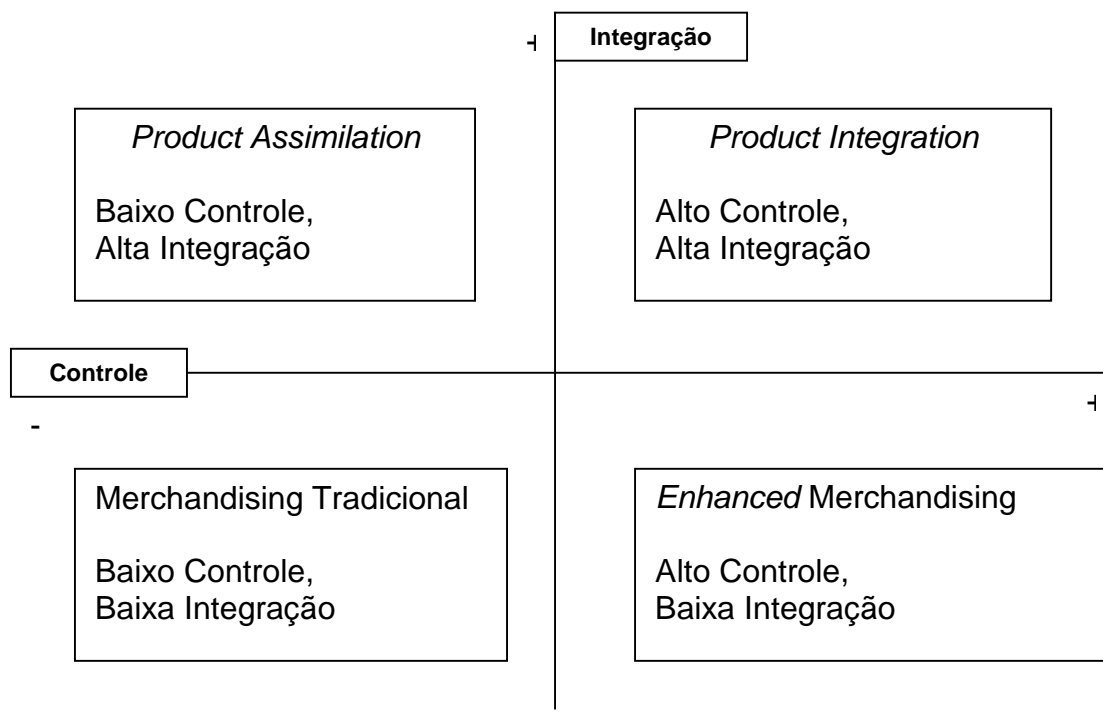 +
Integração
Product Assimilation
Baixo Controle,
Alta Integração
Product Integration
Alto Controle,
Alta Integração
Controle
+
-
Merchandising Tradicional
Baixo Controle,
Baixa Integração
Enhanced Merchandising
Alto Controle,
Baixa Integração